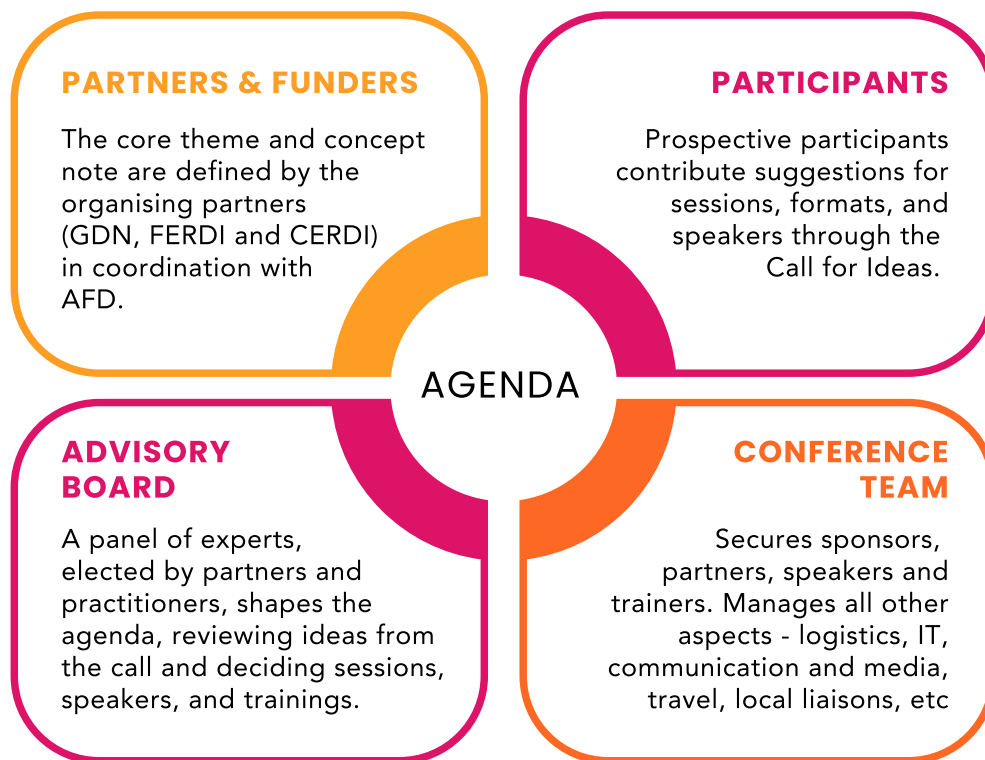 PARTNERS & FUNDERS
The core theme and concept
note are defined by the
organising partners
(GDN, FERDI and CERDI)
in coordination with
AFD.
PARTICIPANTS
Prospective participants
contribute suggestions for
sessions, formats, and
speakers through the
Call for Ideas.
AGENDA
ADVISORY
BOARD
A panel of experts,
elected by partners and
practitioners, shapes the
agenda, reviewing ideas from
the call and deciding sessions,
speakers, and trainings.
CONFERENCE
TEAM
Secures sponsors,
partners, speakers and
trainers. Manages all other
aspects - logistics, IT,
communication and media,
travel, local liaisons, etc